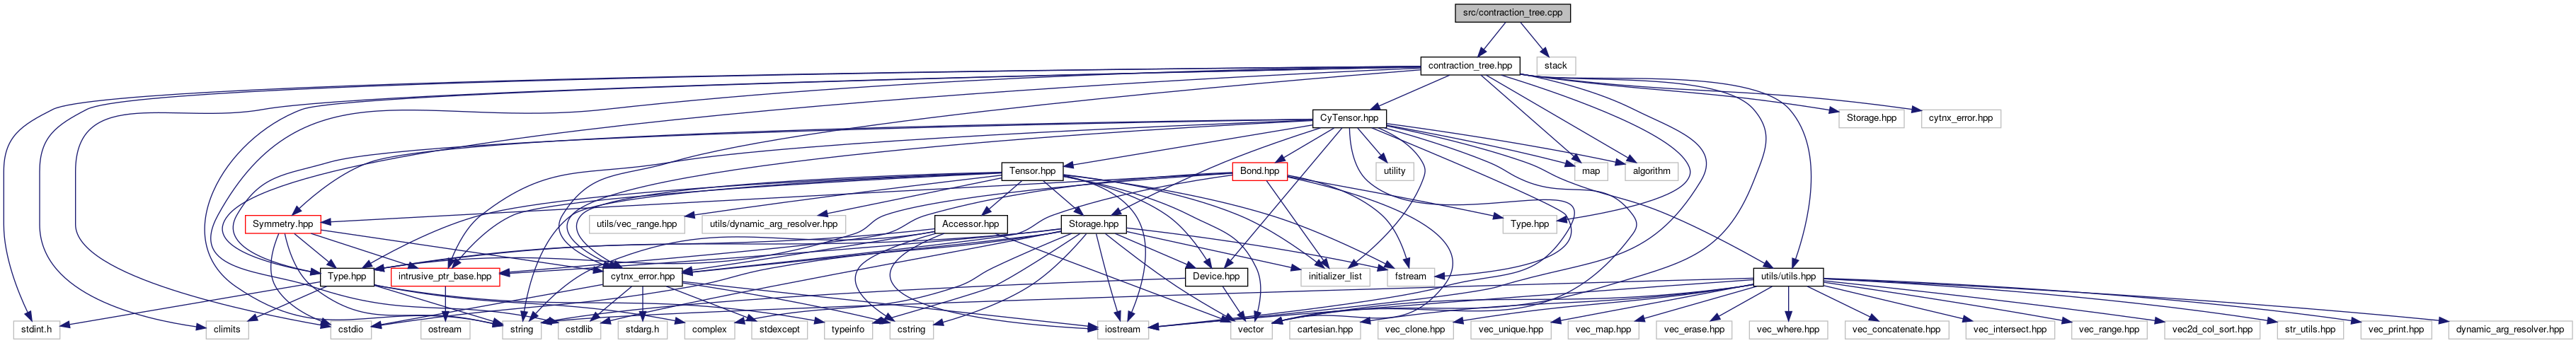 src/contraction_tree.cpp
contraction_tree.hpp
stack
CyTensor.hpp
Storage.hpp
cytnx_error.hpp
Tensor.hpp
Bond.hpp
utility
map
algorithm
Symmetry.hpp
utils/vec_range.hpp
utils/dynamic_arg_resolver.hpp
Accessor.hpp
Storage.hpp
Type.hpp
Type.hpp
intrusive_ptr_base.hpp
cytnx_error.hpp
Device.hpp
initializer_list
fstream
utils/utils.hpp
stdint.h
climits
cstdio
ostream
string
cstdlib
stdarg.h
complex
stdexcept
typeinfo
cstring
iostream
vector
cartesian.hpp
vec_clone.hpp
vec_unique.hpp
vec_map.hpp
vec_erase.hpp
vec_where.hpp
vec_concatenate.hpp
vec_intersect.hpp
vec_range.hpp
vec2d_col_sort.hpp
str_utils.hpp
vec_print.hpp
dynamic_arg_resolver.hpp